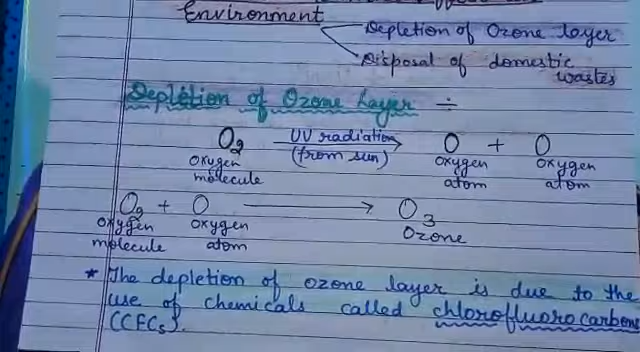 Environment
Depletion of Ozone layer
Disposal of domestic
wastes
Depletion of Ozone Layer ÷
O2 UV radiation (from sun) → O + O
oxygen molecule oxygen atom oxygen atom
O2 + O → O3
oxygen molecule oxygen atom Ozone
* The depletion of ozone layer is due to the
use of chemicals called chlorofluorocarbons
(CFCs).